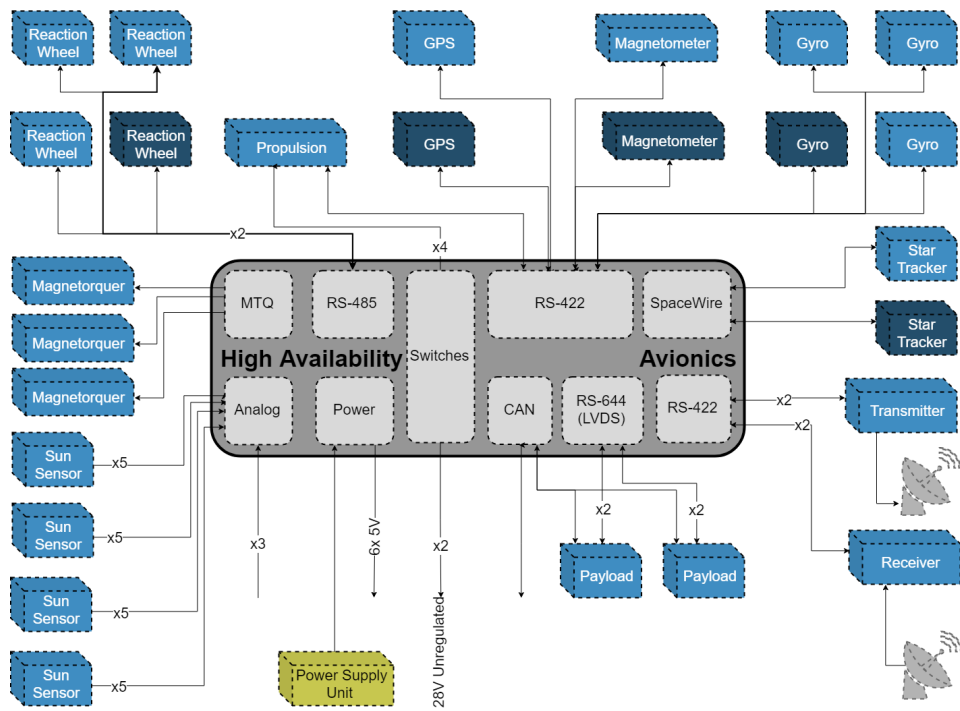 Reaction
Wheel
Reaction
Wheel
GPS
Magnetometer
Gyro
Gyro
Reaction
Wheel
Reaction
Wheel
Propulsion
GPS
Magnetometer
Gyro
Gyro
x2
x4
Star
Tracker
Star
Tracker
Magnetorquer
Magnetorquer
Magnetorquer
MTQ
RS-485
Switches
RS-422
SpaceWire
High Availability
Avionics
Analog
Power
CAN
RS-644
(LVDS)
RS-422
x2
x2
Transmitter
Sun
Sensor
x5
Sun
Sensor
x5
Sun
Sensor
x5
Sun
Sensor
x5
x3
6x 5V
x2
28V Unregulated
x2
x2
Payload
Payload
Receiver
Power Supply
Unit